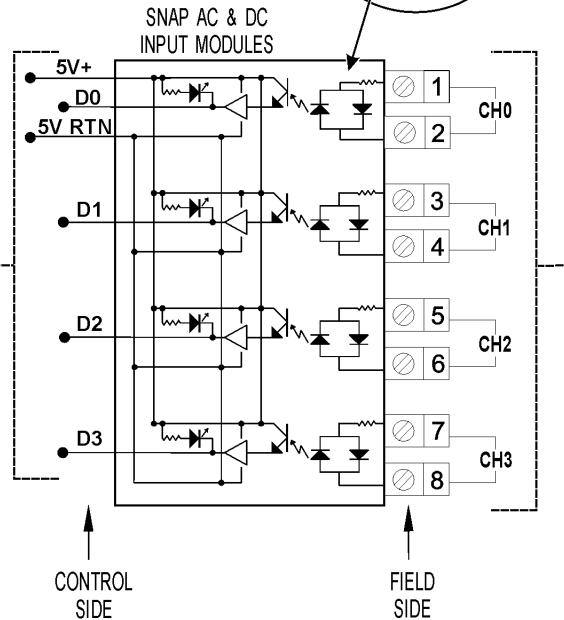 SNAP AC & DC
INPUT MODULES
5V+
D0
5V RTN
1
CH0
2
D1
3
CH1
4
D2
5
CH2
6
D3
7
CH3
8
CONTROL
SIDE
FIELD
SIDE